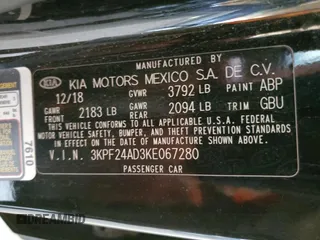 MANUFACTURED BY
KIA KIA MOTORS MEXICO S.A. DE C.V.
12/18 GVWR 3792 LB PAINT ABP
GAWR FRONT 2183 LB GAWR REAR 2094 LB TRIM GBU
THIS VEHICLE CONFORMS TO ALL APPLICABLE U.S.A. FEDERAL
MOTOR VEHICLE SAFETY, BUMPER, AND THEFT PREVENTION STANDARDS
IN EFFECT ON THE DATE OF MANUFACTURE SHOWN ABOVE.
V.I.N. 3KPF24AD3KE067280
PASSENGER CAR
7610
DREAMBID